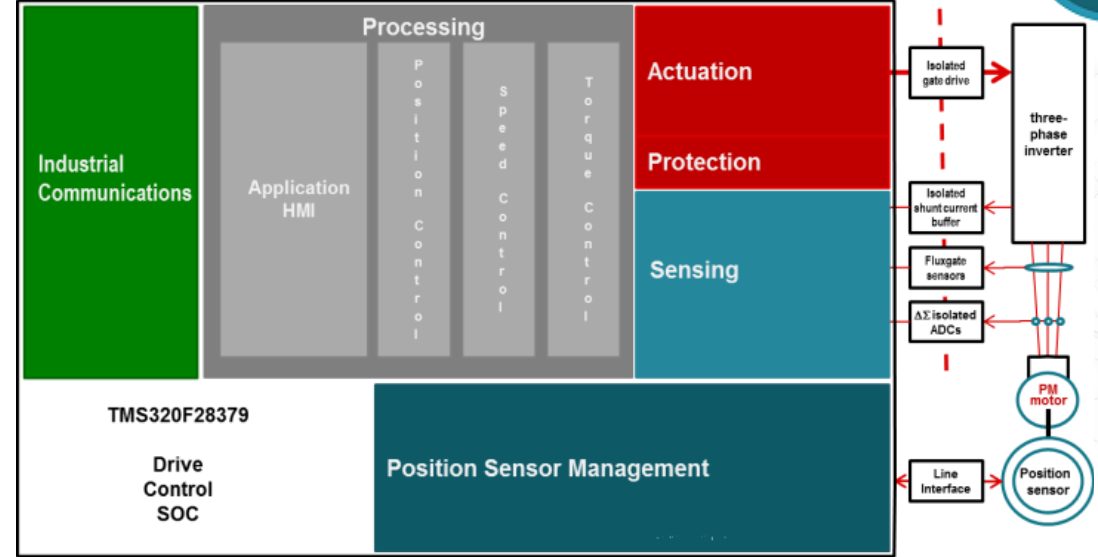 Processing
Industrial
Communications
Application
HMI
Position Control
Speed Control
Torque Control
Actuation
Protection
Sensing
Isolated
gate drive
three-
phase
inverter
Isolated
shunt current
buffer
Fluxgate
sensors
ΔΣ isolated
ADCs
PM
motor
TMS320F28379
Drive
Control
SOC
Position Sensor Management
Line
Interface
Position
sensor